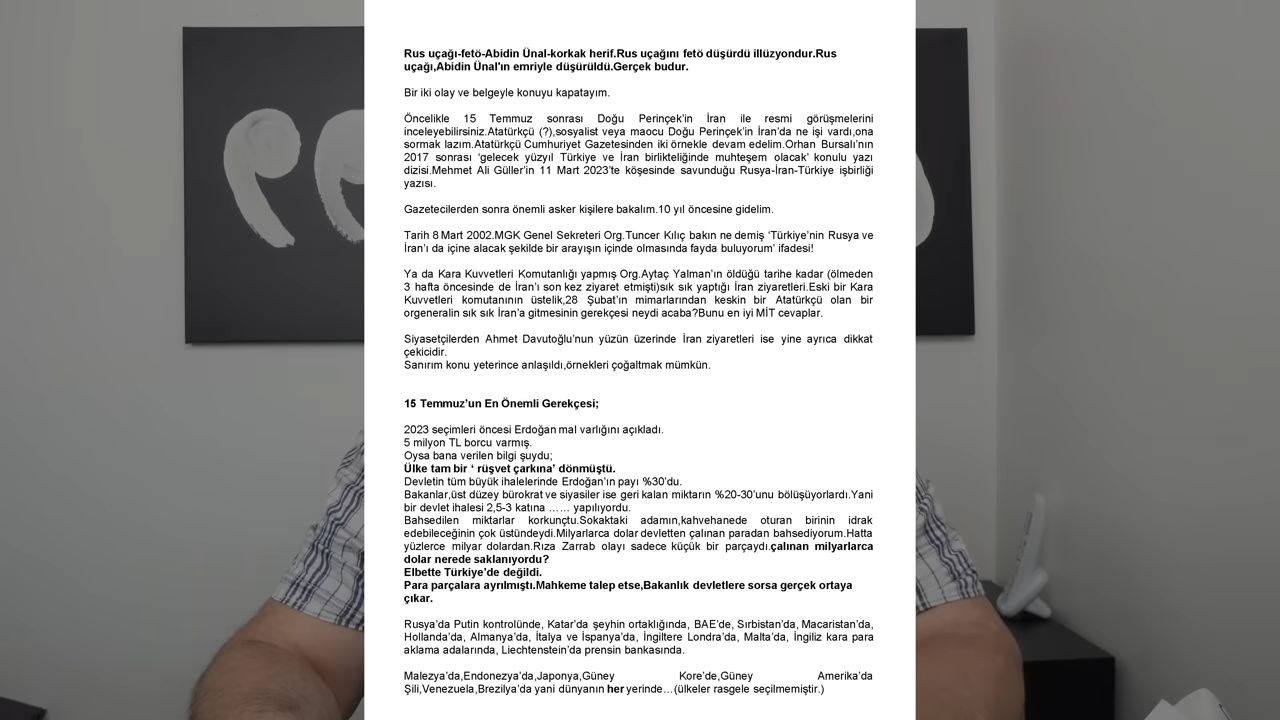 Rus uçağı-fetö-Abidin Ünal-korkak herif.Rus uçağını fetö düşürdü illüzyondur.Rus
uçağı,Abidin Ünal'ın emriyle düşürüldü.Gerçek budur.
Bir iki olay ve belgeyle konuyu kapatayım.
Öncelikle 15 Temmuz sonrası Doğu Perinçek'in İran ile resmi görüşmelerini
inceleyebilirsiniz.Atatürkçü (?),sosyalist veya maocu Doğu Perinçek'in İran'da ne işi vardı,ona
sormak lazım.Atatürkçü Cumhuriyet Gazetesinden iki örnekle devam edelim.Orhan Bursalı'nın
2017 sonrası 'gelecek yüzyıl Türkiye ve İran birlikteliğinde muhteşem olacak' konulu yazı
dizisi.Mehmet Ali Güller'in 11 Mart 2023'te köşesinde savunduğu Rusya-İran-Türkiye işbirliği
yazısı.
Gazetecilerden sonra önemli asker kişilere bakalım.10 yıl öncesine gidelim.
Tarih 8 Mart 2002.MGK Genel Sekreteri Org.Tuncer Kılıç bakın ne demiş 'Türkiye'nin Rusya ve
İran'ı da içine alacak şekilde bir arayışın içinde olmasında fayda buluyorum' ifadesi!
Ya da Kara Kuvvetleri Komutanlığı yapmış Org.Aytaç Yalman'ın öldüğü tarihe kadar (ölmeden
3 hafta öncesinde de İran'ı son kez ziyaret etmişti)sık sık yaptığı İran ziyaretleri.Eski bir Kara
Kuvvetleri komutanının üstelik,28 Şubat'ın mimarlarından keskin bir Atatürkçü olan bir
orgeneralin sık sık İran'a gitmesinin gerekçesi neydi acaba?Bunu en iyi MİT cevaplar.
Siyasetçilerden Ahmet Davutoğlu'nun yüzün üzerinde İran ziyaretleri ise yine ayrıca dikkat
çekicidir.
Sanırım konu yeterince anlaşıldı,örnekleri çoğaltmak mümkün.
15 Temmuz'un En Önemli Gerekçesi;
2023 seçimleri öncesi Erdoğan mal varlığını açıkladı.
5 milyon TL borcu varmış.
Oysa bana verilen bilgi şuydu;
Ülke tam bir ' rüşvet çarkına' dönmüştü.
Devletin tüm büyük ihalelerinde Erdoğan'ın payı %30'du.
Bakanlar,üst düzey bürokrat ve siyasiler ise geri kalan miktarın %20-30'unu bölüşüyorlardı.Yani
bir devlet ihalesi 2,5-3 katına …… yapılıyordu.
Bahsedilen miktarlar korkunçtu.Sokaktaki adamın,kahvehanede oturan birinin idrak
edebileceğinin çok üstündeydi.Milyarlarca dolar devletten çalınan paradan bahsediyorum.Hatta
yüzlerce milyar dolardan.Rıza Zarrab olayı sadece küçük bir parçaydı.çalınan milyarlarca
dolar nerede saklanıyordu?
Elbette Türkiye'de değildi.
Para parçalara ayrılmıştı.Mahkeme talep etse,Bakanlık devletlere sorsa gerçek ortaya
çıkar.
Rusya'da Putin kontrolünde, Katar'da şeyhin ortaklığında, BAE'de, Sırbistan'da, Macaristan'da,
Hollanda'da, Almanya'da, İtalya ve İspanya'da, İngiltere Londra'da, Malta'da, İngiliz kara para
aklama adalarında, Liechtenstein'da prensin bankasında.
Malezya'da,Endonezya'da,Japonya,Güney Kore'de,Güney Amerika'da
Şili,Venezuela,Brezilya'da yani dünyanın her yerinde…(ülkeler rasgele seçilmemiştir.)